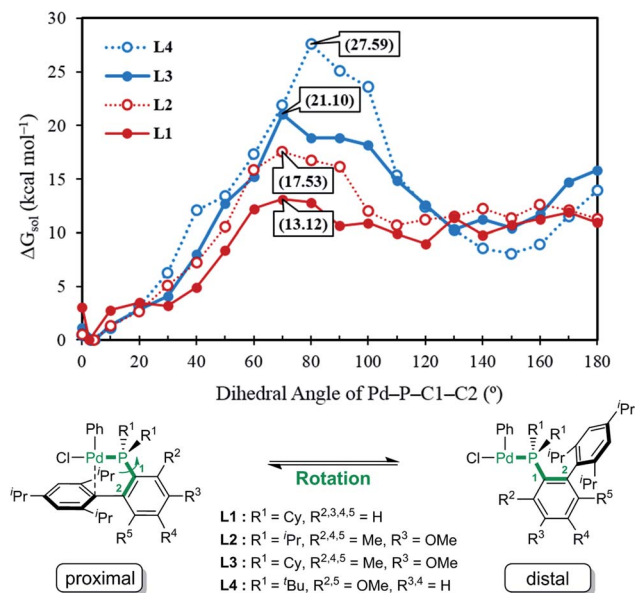 30
25
20
15
10
5
0
ΔG_sol (kcal mol⁻¹)
L4
L3
L2
L1
(27.59)
(21.10)
(17.53)
(13.12)
0 20 40 60 80 100 120 140 160 180
Dihedral Angle of Pd–P–C1–C2 (º)
Ph
R¹
R¹
Cl
Pd
P
ⁱPr
1
R²
2
R³
ⁱPr
ⁱPr
R⁵
R⁴
proximal
Rotation
L1 : R¹ = Cy, R²,³,⁴,⁵ = H
L2 : R¹ = ⁱPr, R²,⁴,⁵ = Me, R³ = OMe
L3 : R¹ = Cy, R²,⁴,⁵ = Me, R³ = OMe
L4 : R¹ = ᵗBu, R²,⁵ = OMe, R³,⁴ = H
ⁱPr
Ph
R¹
R¹
ⁱPr
Cl
Pd
P
2
ⁱPr
1
R²
R⁵
R³
R⁴
distal